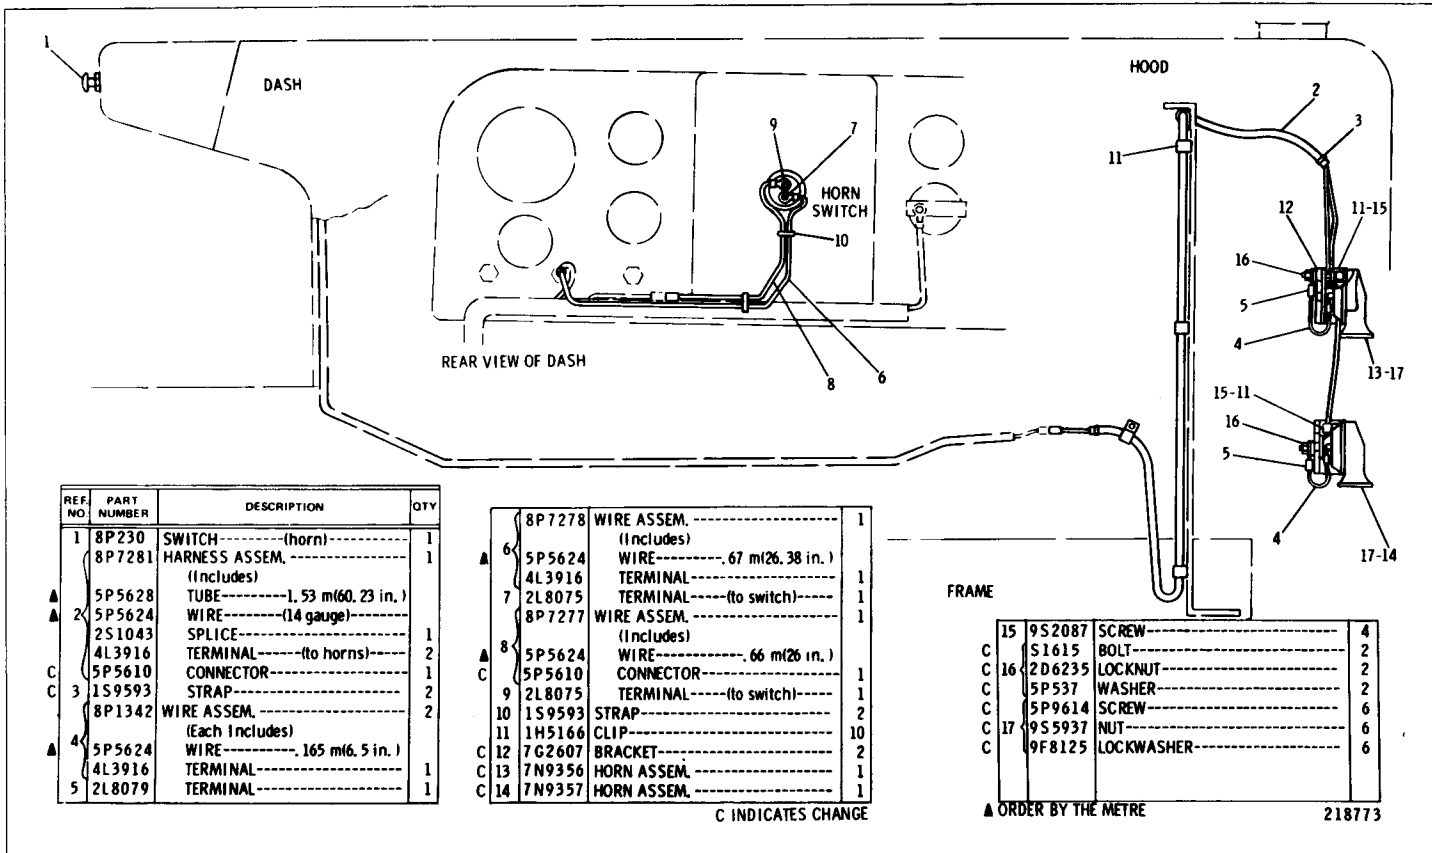 1
DASH
HOOD
2
3
9
7
11
HORN
SWITCH
10
12
11-15
16
5
4
13-17
REAR VIEW OF DASH
8
6
15-11
16
5
4
17-14
FRAME
REF. NO. PART NUMBER DESCRIPTION QTY
1 8P230 SWITCH--------(horn)---------- 1
8P7281 HARNESS ASSEM. ---------------- 1
(Includes)
▲ 5P5628 TUBE--------1.53 m(60.23 in.)
▲ 2 5P5624 WIRE--------(14 gauge)
2S1043 SPLICE-------------------- 1
4L3916 TERMINAL-----(to horns)---- 2
C 5P5610 CONNECTOR----------------- 1
C 3 1S9593 STRAP--------------------- 2
8P1342 WIRE ASSEM. ------------------ 2
4 (Each Includes)
▲ 5P5624 WIRE----------.165 m(6.5 in.)
4L3916 TERMINAL------------------ 1
5 2L8079 TERMINAL------------------ 1
8P7278 WIRE ASSEM. ------------------ 1
6 (Includes)
▲ 5P5624 WIRE---------.67 m(26.38 in.)
4L3916 TERMINAL------------------ 1
7 2L8075 TERMINAL-----(to switch)----- 1
8P7277 WIRE ASSEM. ------------------ 1
8 (Includes)
▲ 5P5624 WIRE----------.66 m(26 in.)
C 5P5610 CONNECTOR----------------- 1
9 2L8075 TERMINAL-----(to switch)---- 1
10 1S9593 STRAP------------------------ 2
11 1H5166 CLIP------------------------- 10
C 12 7G2607 BRACKET---------------------- 2
C 13 7N9356 HORN ASSEM. ------------------ 1
C 14 7N9357 HORN ASSEM. ------------------ 1
C INDICATES CHANGE
15 9S2087 SCREW------------------------ 4
C S1615 BOLT------------------------- 2
C 16 2D6235 LOCKNUT---------------------- 2
C 5P537 WASHER----------------------- 2
C 5P9614 SCREW------------------------ 6
C 17 9S5937 NUT-------------------------- 6
C 9F8125 LOCKWASHER------------------- 6
▲ ORDER BY THE METRE
218773